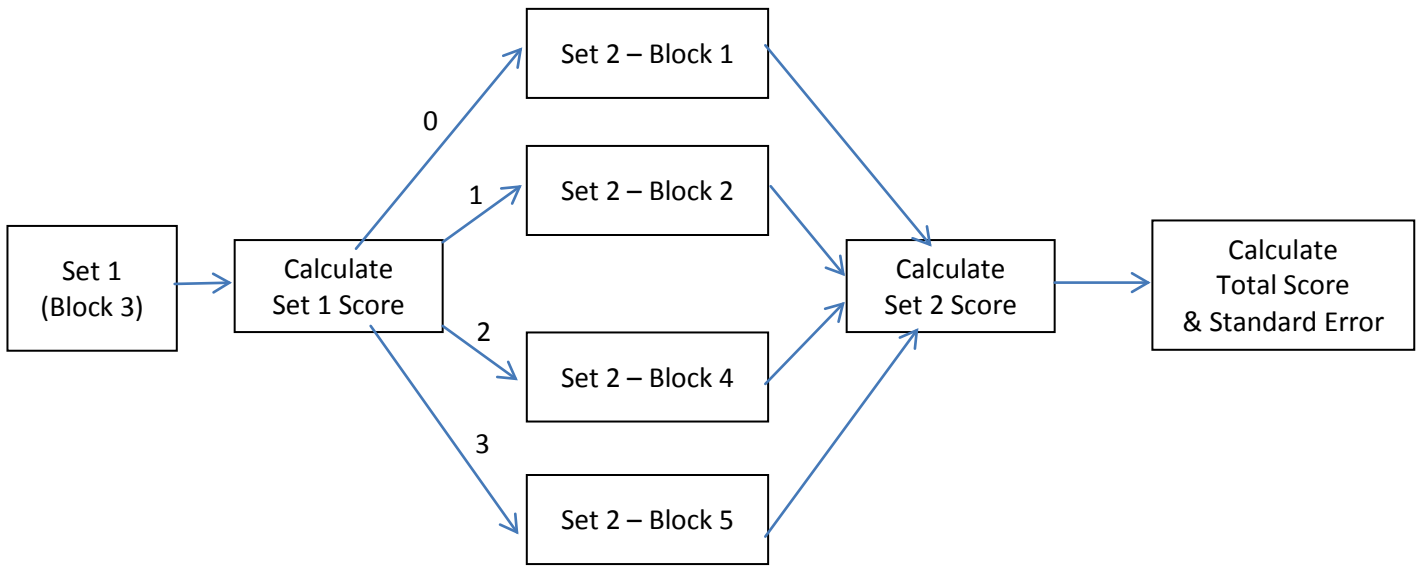 Set 1
(Block 3)
Calculate
Set 1 Score
0
1
2
3
Set 2 – Block 1
Set 2 – Block 2
Set 2 – Block 4
Set 2 – Block 5
Calculate
Set 2 Score
Calculate
Total Score
& Standard Error